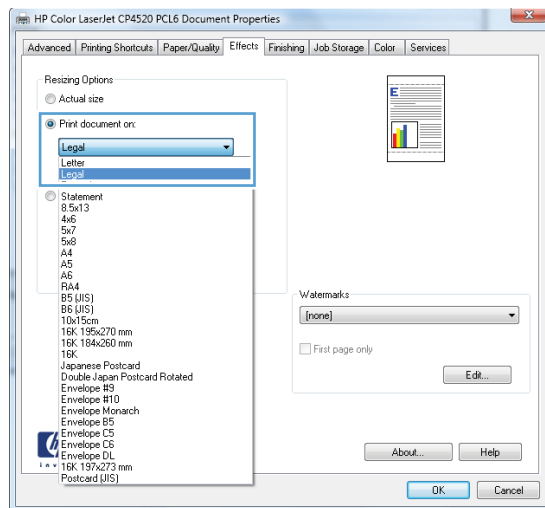 HP Color LaserJet CP4520 PCL6 Document Properties
Advanced Printing Shortcuts Paper/Quality Effects Finishing Job Storage Color Services
Resizing Options
Actual size
Print document on:
Legal
Letter
Legal
Statement
8.5x13
4x6
5x7
5x8
A4
A5
A6
RA4
B5 (JIS)
B6 (JIS)
10x15cm
16K 195x270 mm
16K 184x260 mm
16K
Japanese Postcard
Double Japan Postcard Rotated
Envelope #9
Envelope #10
Envelope Monarch
Envelope B5
Envelope C5
Envelope C6
Envelope DL
16K 197x273 mm
Postcard (JIS)
E
Watermarks
[none]
First page only
Edit...
About... Help
OK Cancel